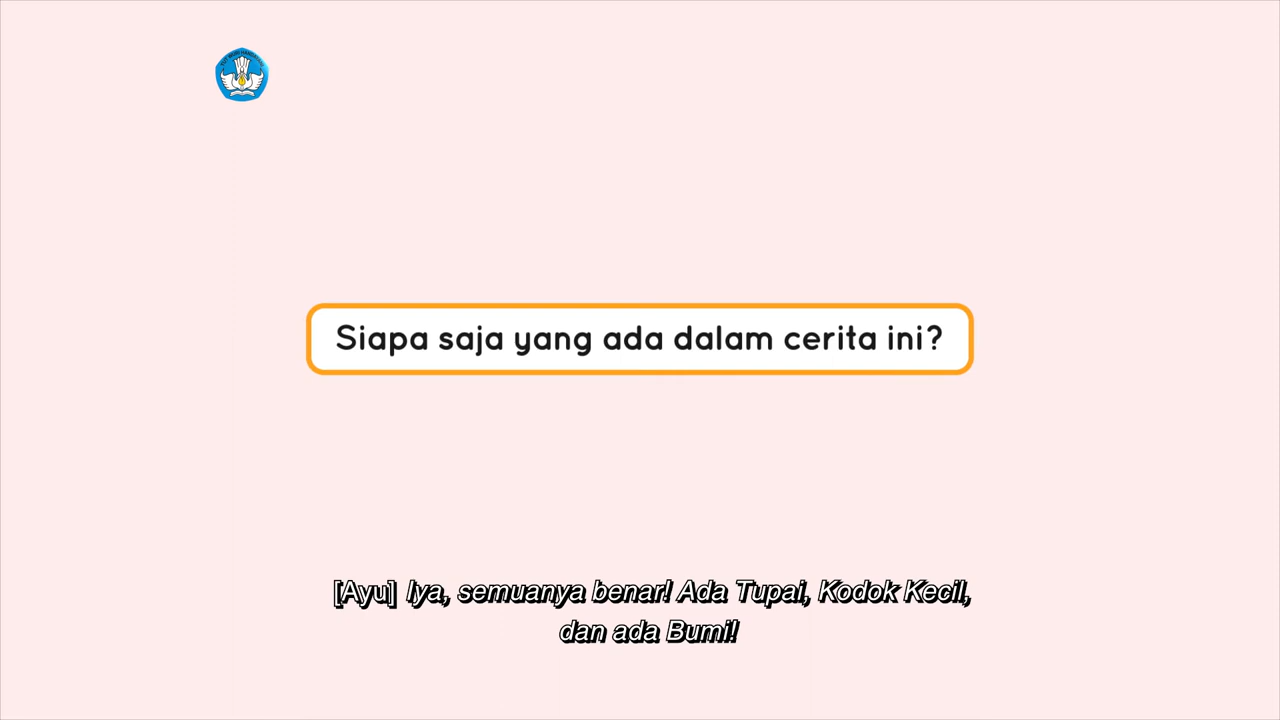 Siapa saja yang ada dalam cerita ini?
[Ayu] Iya, semuanya benar! Ada Tupai, Kodok Kecil,
dan ada Bumi!